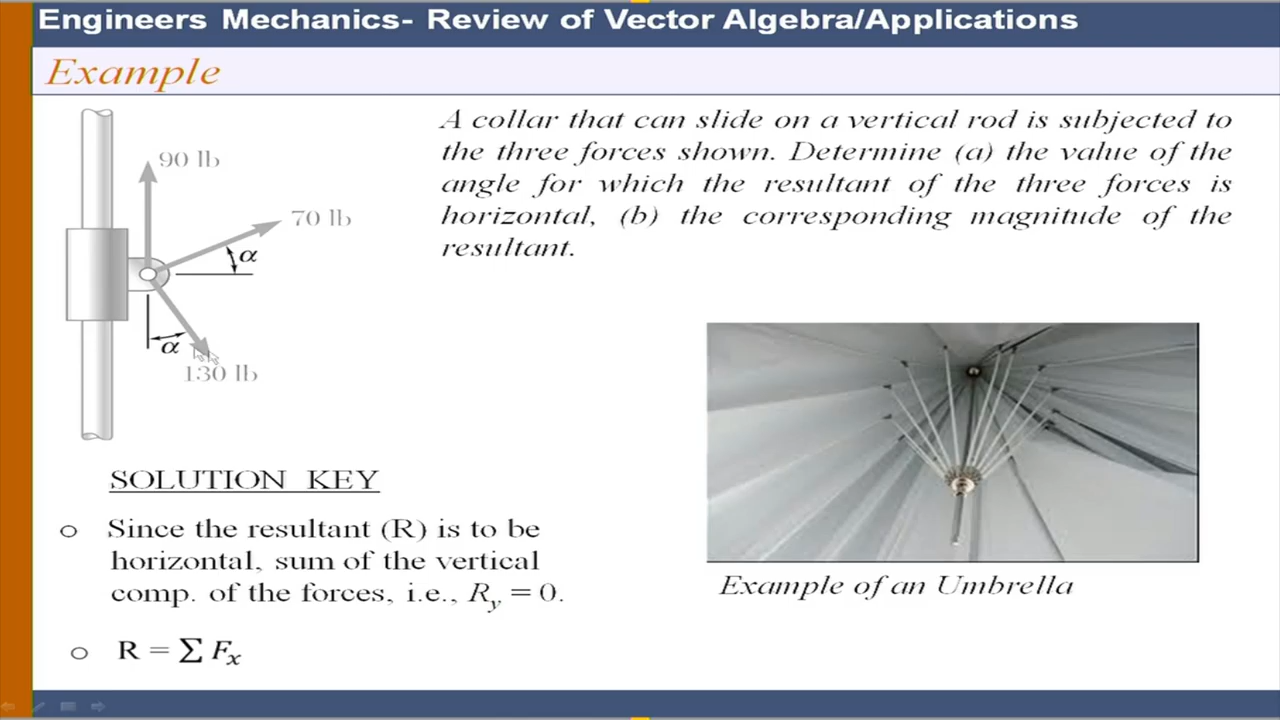 Engineers Mechanics- Review of Vector Algebra/Applications
Example
A collar that can slide on a vertical rod is subjected to
the three forces shown. Determine (a) the value of the
angle for which the resultant of the three forces is
horizontal, (b) the corresponding magnitude of the
resultant.
90 lb
70 lb
α
α
130 lb
SOLUTION KEY
o Since the resultant (R) is to be
horizontal, sum of the vertical
comp. of the forces, i.e., R_y = 0.
o R = ∑ F_x
Example of an Umbrella